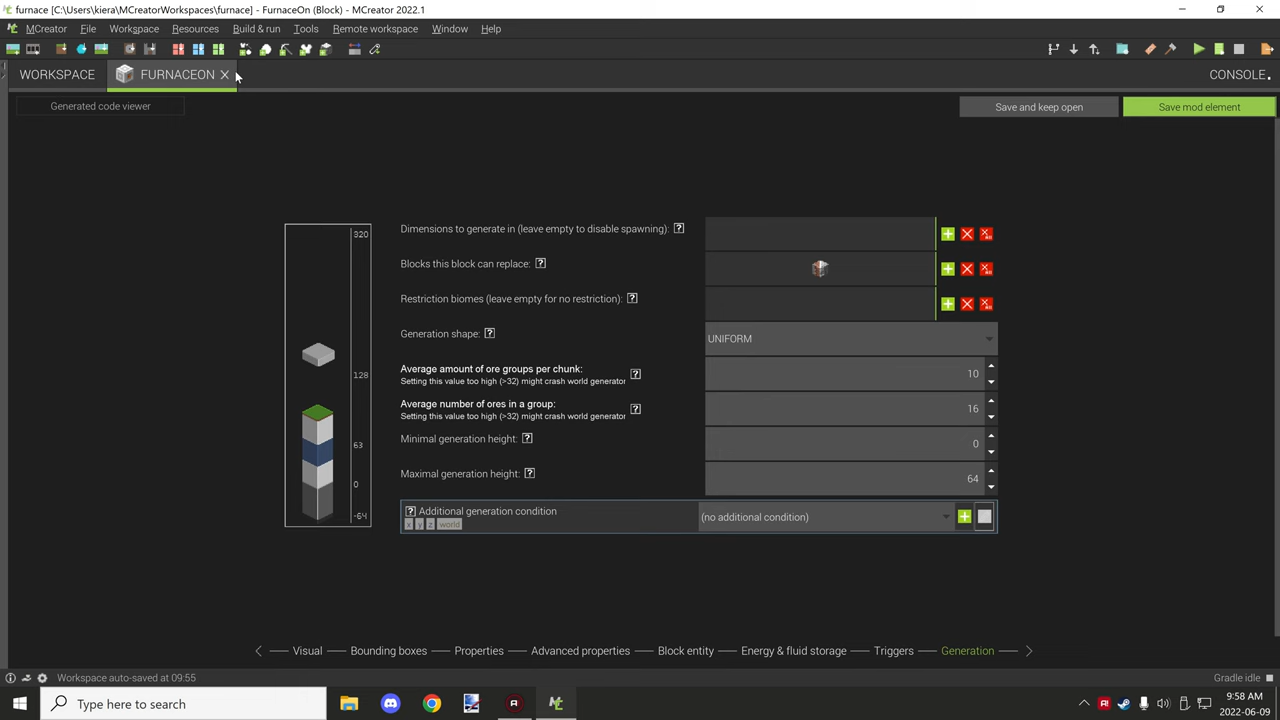 furnace [C:\Users\kiera\MCreatorWorkspaces\furnace] - FurnaceOn (Block) - MCreator 2022.1
MCreator File Workspace Resources Build & run Tools Remote workspace Window Help
WORKSPACE FURNACEON X CONSOLE
Generated code viewer Save and keep open Save mod element
320
128
63
0
-64
Dimensions to generate in (leave empty to disable spawning): ?
Blocks this block can replace: ?
Restriction biomes (leave empty for no restriction): ?
Generation shape: ? UNIFORM
Average amount of ore groups per chunk: ? 10
Setting this value too high (>32) might crash world generator
Average number of ores in a group: ? 16
Setting this value too high (>32) might crash world generator
Minimal generation height: ? 0
Maximal generation height: ? 64
? Additional generation condition (no additional condition)
x y z world
Visual Bounding boxes Properties Advanced properties Block entity Energy & fluid storage Triggers Generation
Workspace auto-saved at 09:55 Gradle idle
Type here to search
9:58 AM
2022-06-09